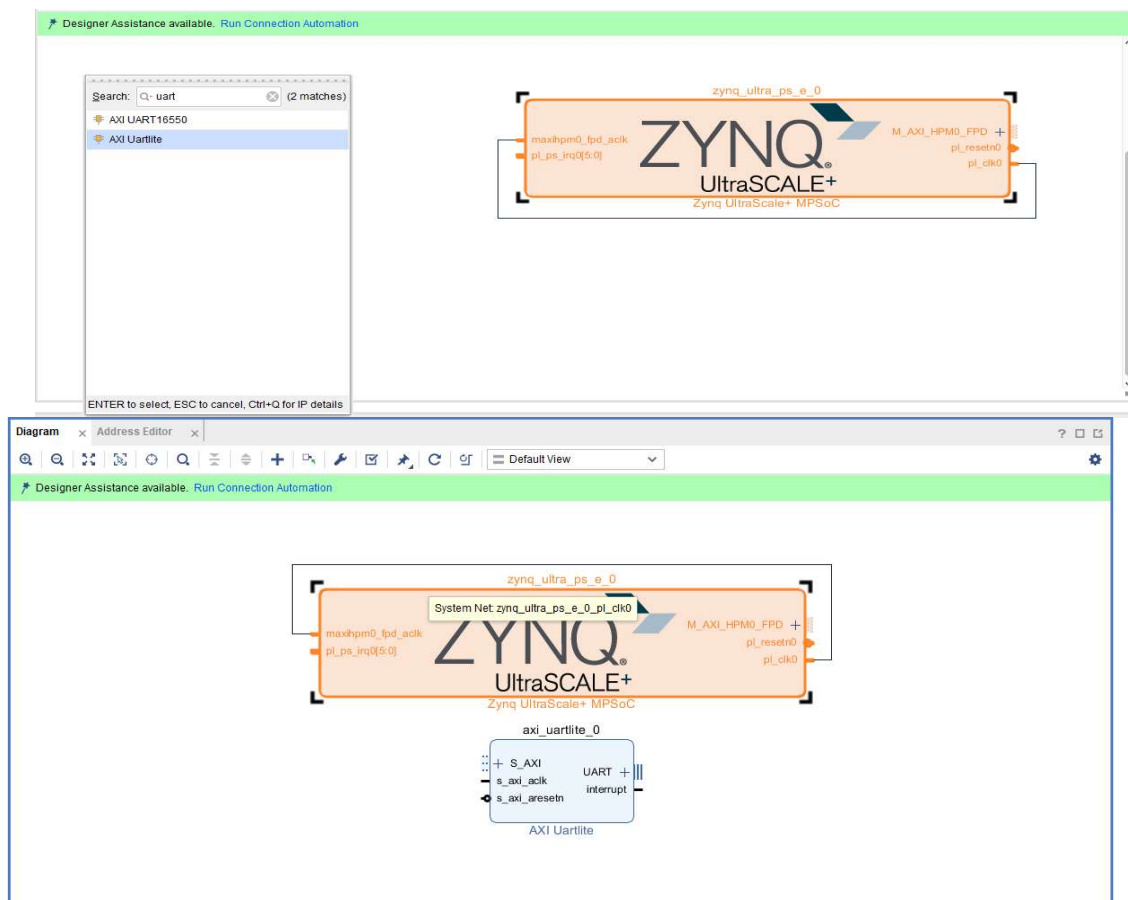 Designer Assistance available. Run Connection Automation
Search: uart (2 matches)
AXI UART16550
AXI Uartlite
ENTER to select, ESC to cancel, Ctrl+Q for IP details
zynq_ultra_ps_e_0
maxihpm0_fpd_aclk
pl_ps_irq0[5:0]
ZYNQ
UltraSCALE+
M_AXI_HPM0_FPD
pl_resetn0
pl_clk0
Zynq UltraScale+ MPSoC
Diagram Address Editor
Default View
Designer Assistance available. Run Connection Automation
zynq_ultra_ps_e_0
System Net: zynq_ultra_ps_e_0_pl_clk0
maxihpm0_fpd_aclk
pl_ps_irq0[5:0]
ZYNQ
UltraSCALE+
M_AXI_HPM0_FPD
pl_resetn0
pl_clk0
Zynq UltraScale+ MPSoC
axi_uartlite_0
S_AXI
s_axi_aclk
s_axi_aresetn
UART
interrupt
AXI Uartlite